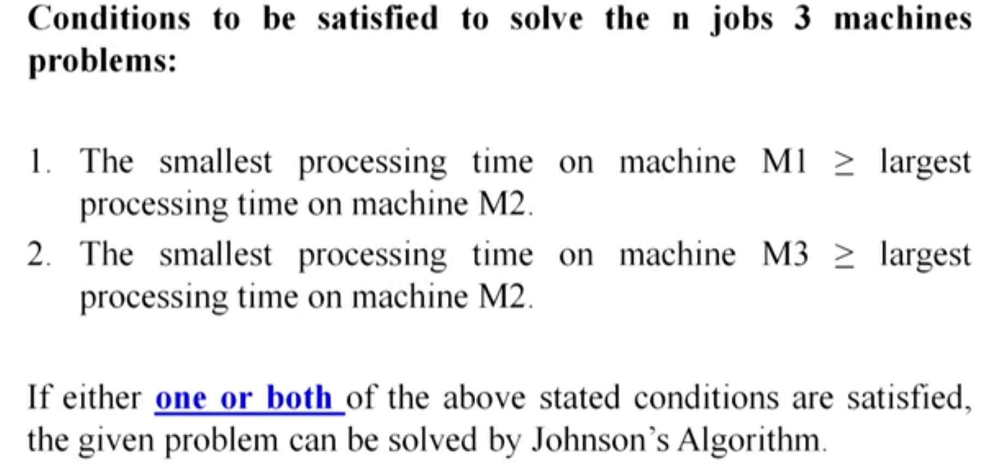 Conditions to be satisfied to solve the n jobs 3 machines
problems:
1. The smallest processing time on machine M1 ≥ largest
processing time on machine M2.
2. The smallest processing time on machine M3 ≥ largest
processing time on machine M2.
If either one or both of the above stated conditions are satisfied,
the given problem can be solved by Johnson's Algorithm.